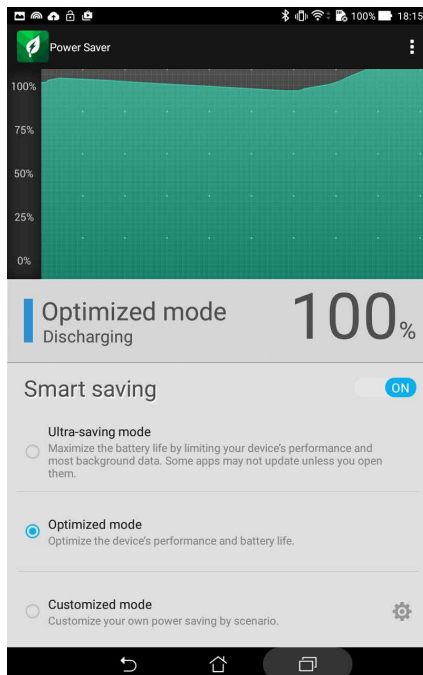 100% 18:15
Power Saver
100%
75%
50%
25%
0%
Optimized mode
Discharging
100%
Smart saving
ON
Ultra-saving mode
Maximize the battery life by limiting your device's performance and
most background data. Some apps may not update unless you open
them.
Optimized mode
Optimize the device's performance and battery life.
Customized mode
Customize your own power saving by scenario.